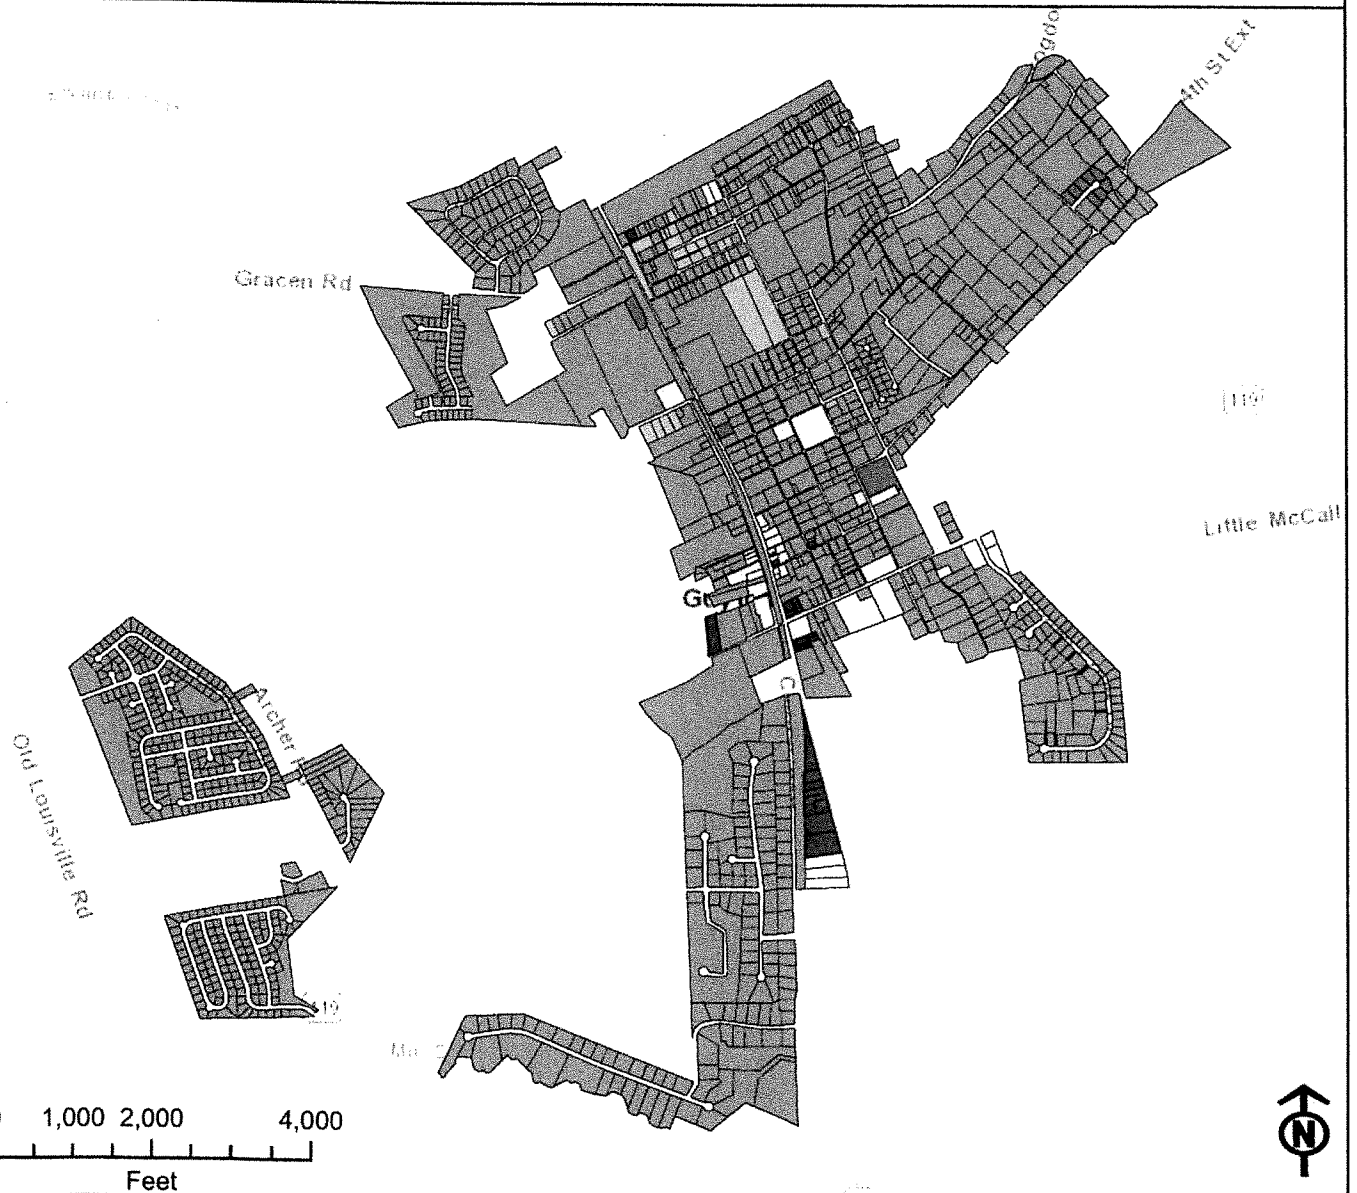 ogdo
4th St Ext
Gracen Rd
119
Little McCall
Archer
Old Louisville Rd
C
119
1,000 2,000 4,000
Feet
N